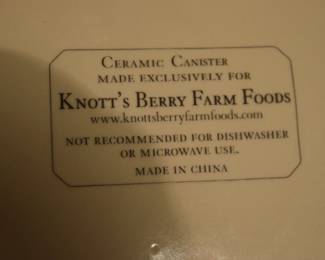 CERAMIC CANISTER
MADE EXCLUSIVELY FOR
KNOTT'S BERRY FARM FOODS
www.knottsberryfarmfoods.com
NOT RECOMMENDED FOR DISHWASHER
OR MICROWAVE USE.
MADE IN CHINA